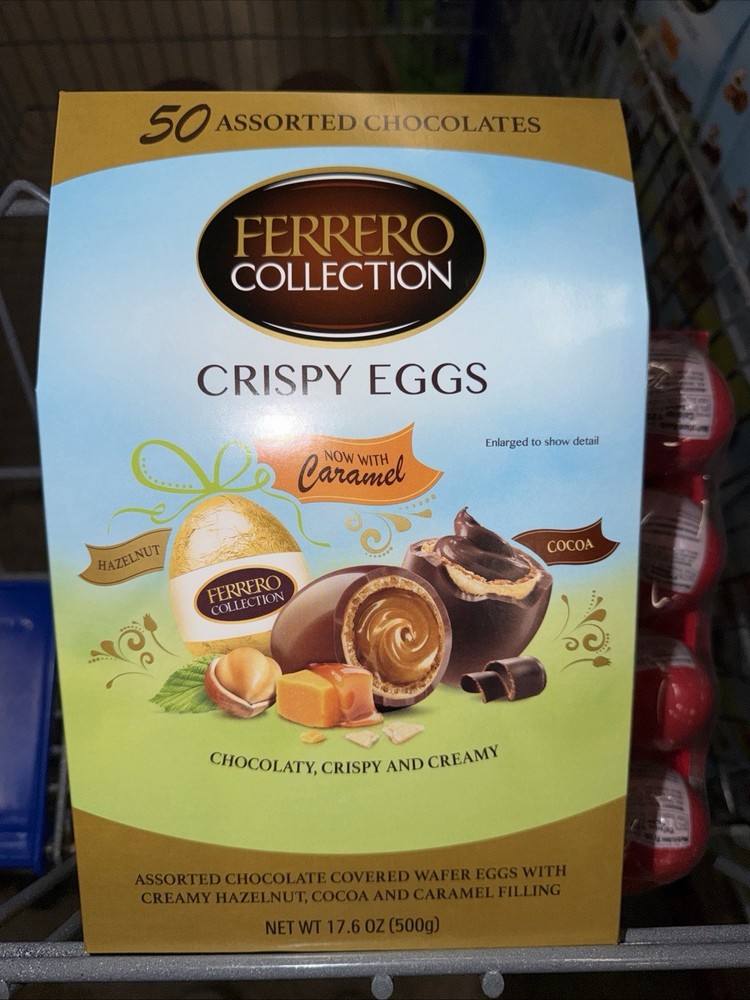 50 ASSORTED CHOCOLATES
FERRERO
COLLECTION
CRISPY EGGS
Enlarged to show detail
NOW WITH
Caramel
HAZELNUT
COCOA
FERRERO
COLLECTION
CHOCOLATY, CRISPY AND CREAMY
ASSORTED CHOCOLATE COVERED WAFER EGGS WITH
CREAMY HAZELNUT, COCOA AND CARAMEL FILLING
NET WT 17.6 OZ (500g)